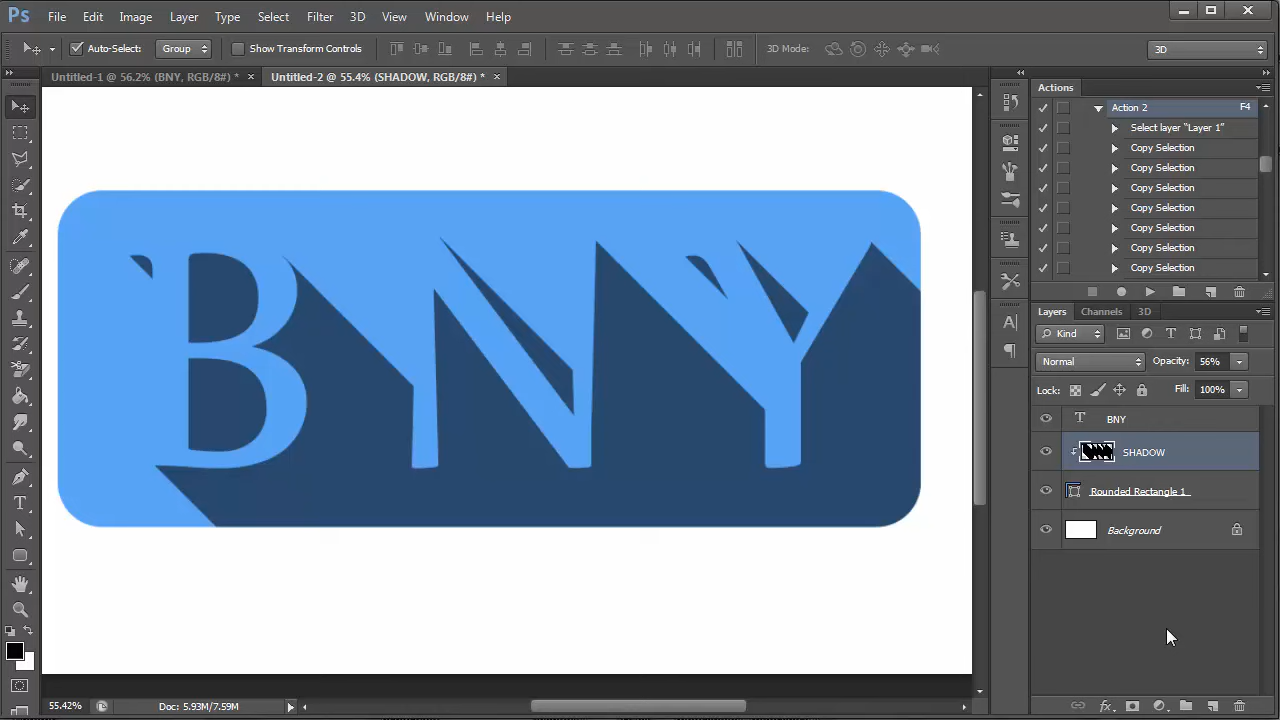 Ps File Edit Image Layer Type Select Filter 3D View Window Help
Auto-Select: Group Show Transform Controls 3D Mode: 3D
Untitled-1 @ 56.2% (BNY, RGB/8#) * × Untitled-2 @ 55.4% (SHADOW, RGB/8#) * ×
Actions
Action 2 F4
Select layer "Layer 1"
Copy Selection
Copy Selection
Copy Selection
Copy Selection
Copy Selection
Copy Selection
Copy Selection
BNY
Layers Channels 3D
Kind
Normal Opacity: 56%
Lock: Fill: 100%
BNY
SHADOW
Rounded Rectangle 1
Background
55.42% Doc: 5.93M/7.59M